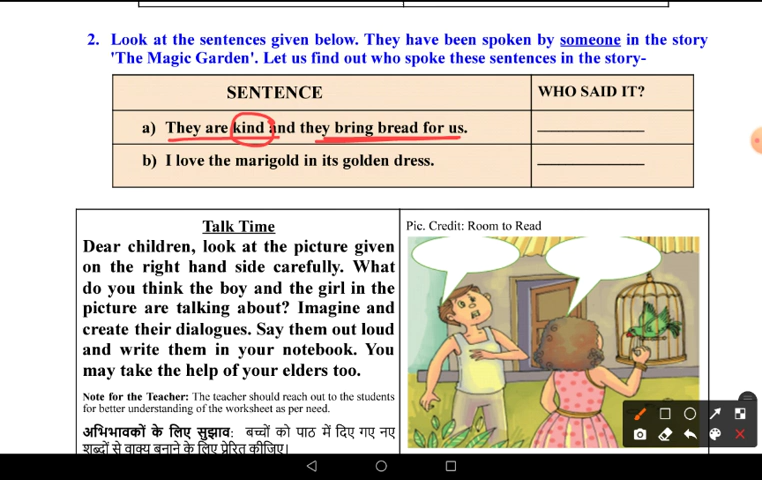 2. Look at the sentences given below. They have been spoken by someone in the story
'The Magic Garden'. Let us find out who spoke these sentences in the story-
SENTENCE
WHO SAID IT?
a) They are kind and they bring bread for us.
b) I love the marigold in its golden dress.
Talk Time
Dear children, look at the picture given
on the right hand side carefully. What
do you think the boy and the girl in the
picture are talking about? Imagine and
create their dialogues. Say them out loud
and write them in your notebook. You
may take the help of your elders too.
Note for the Teacher: The teacher should reach out to the students
for better understanding of the worksheet as per need.
अभिभावकों के लिए सुझाव: बच्चों को पाठ में दिए गए नए
शब्दों से वाक्य बनाने के लिए प्रेरित कीजिए।
Pic. Credit: Room to Read